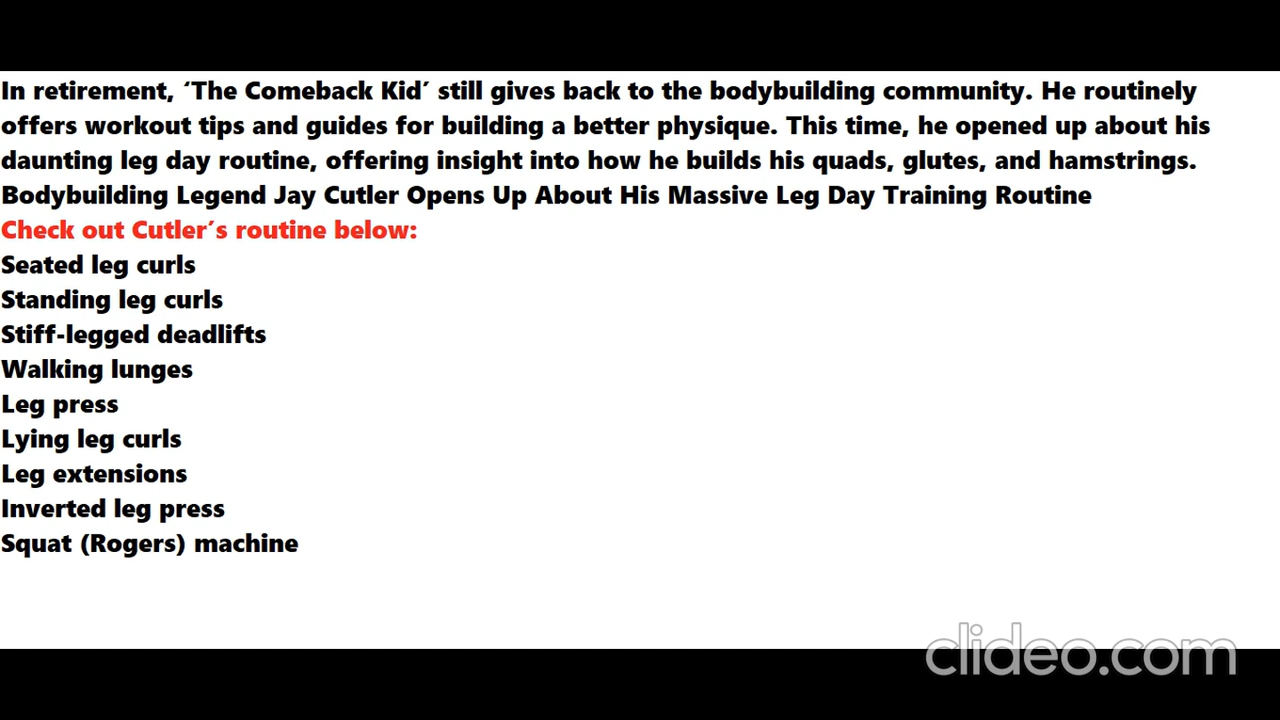 In retirement, ‘The Comeback Kid’ still gives back to the bodybuilding community. He routinely
offers workout tips and guides for building a better physique. This time, he opened up about his
daunting leg day routine, offering insight into how he builds his quads, glutes, and hamstrings.
Bodybuilding Legend Jay Cutler Opens Up About His Massive Leg Day Training Routine
Check out Cutler’s routine below:
Seated leg curls
Standing leg curls
Stiff-legged deadlifts
Walking lunges
Leg press
Lying leg curls
Leg extensions
Inverted leg press
Squat (Rogers) machine
clideo.com